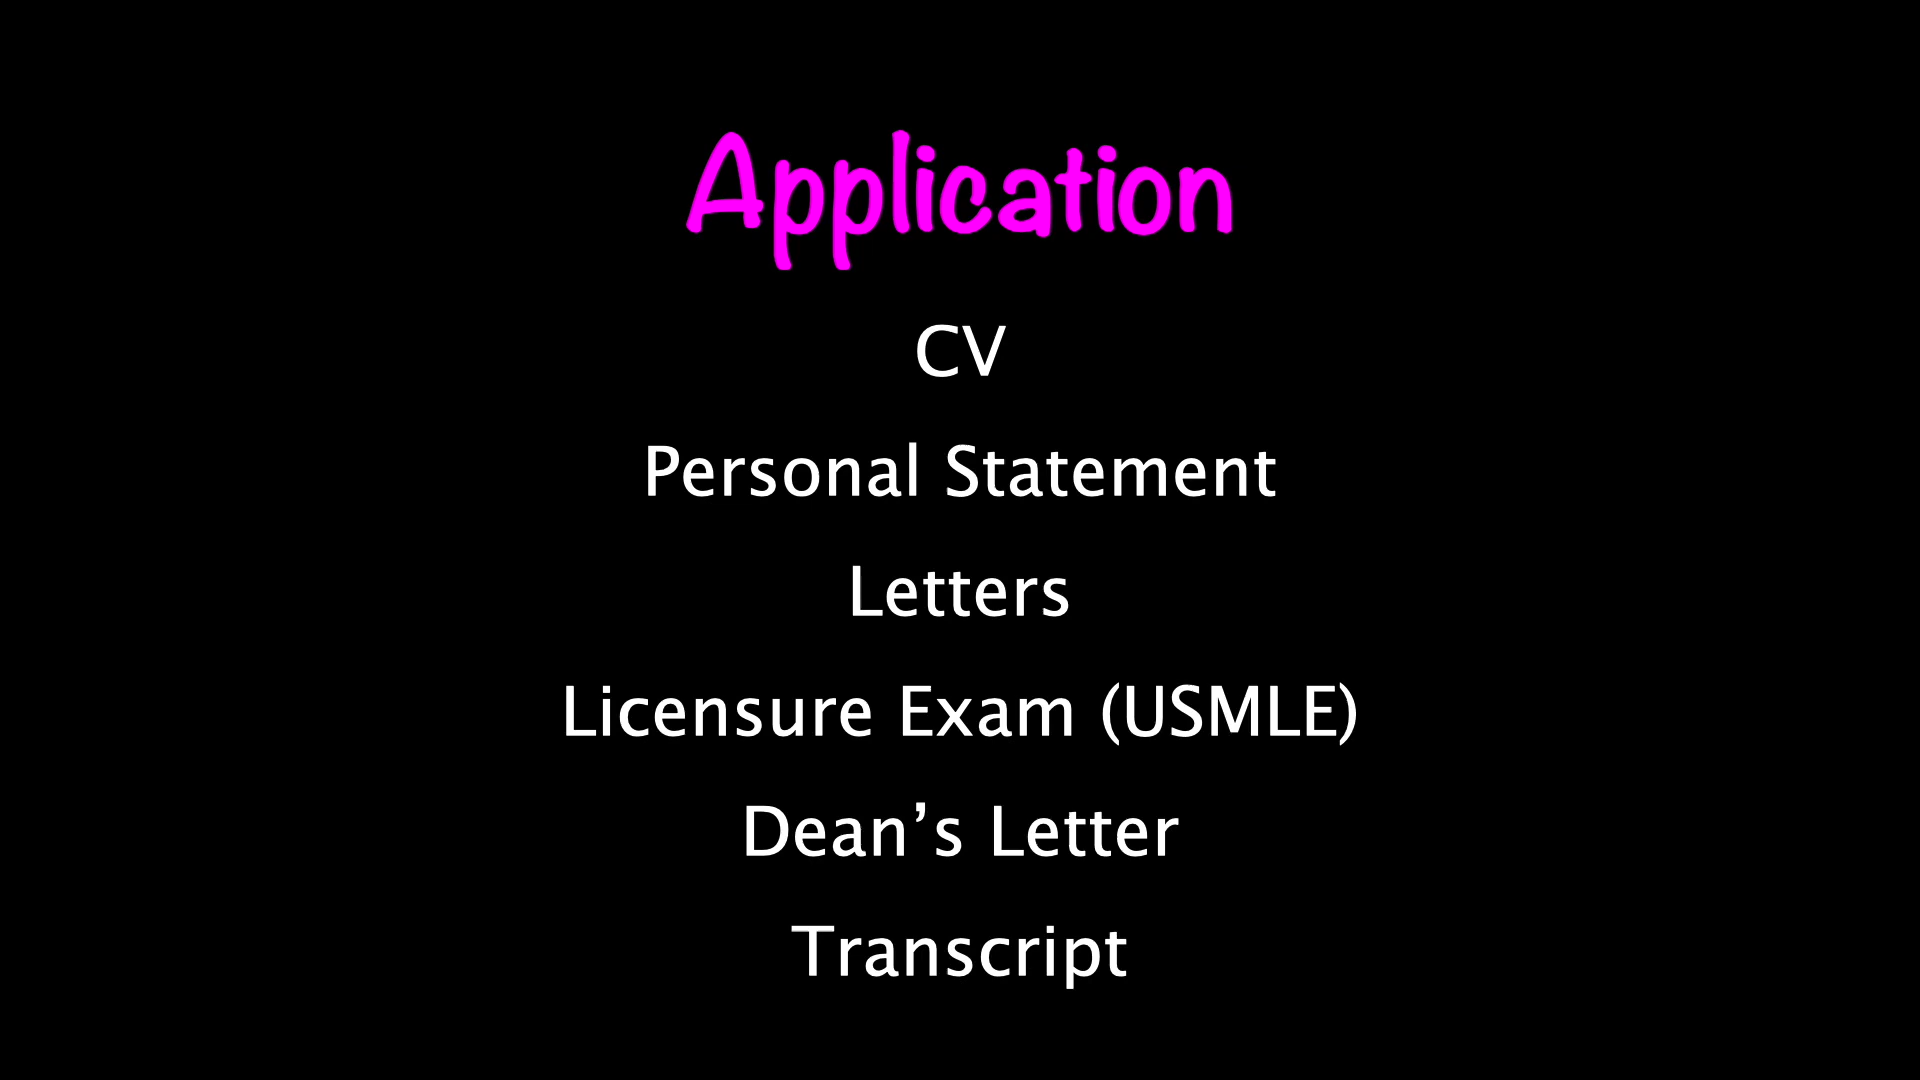 Application
CV
Personal Statement
Letters
Licensure Exam (USMLE)
Dean’s Letter
Transcript